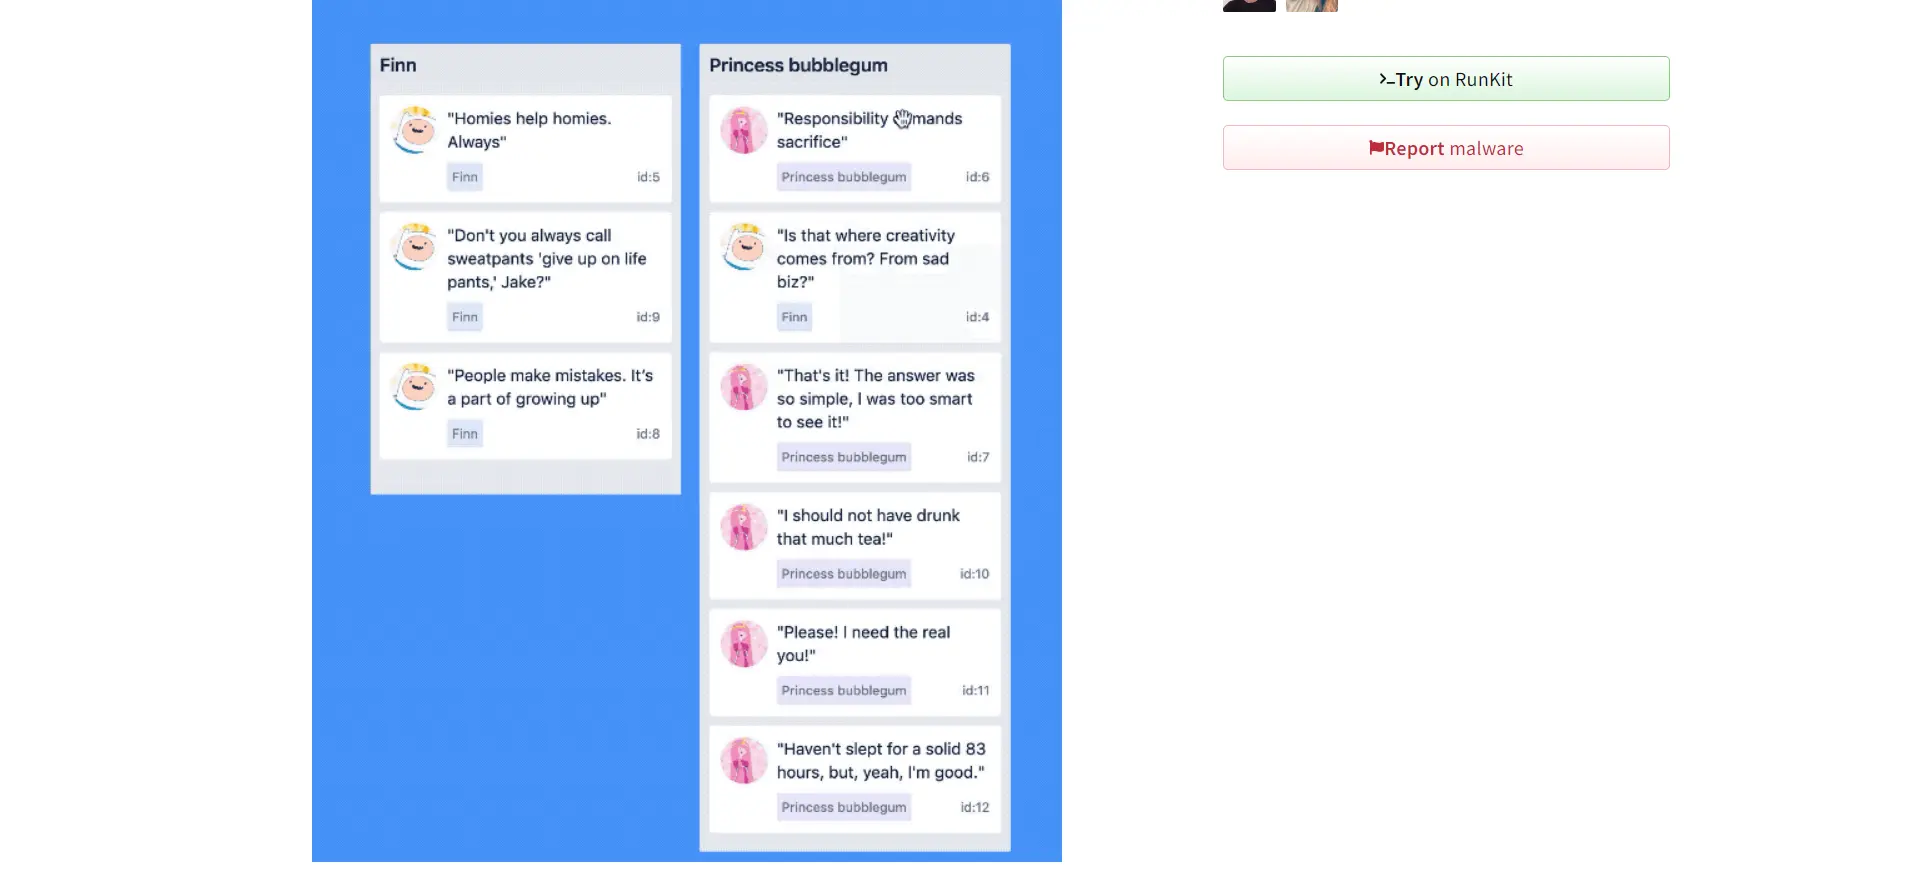 Finn
"Homies help homies.
Always"
Finn
id:5
"Don't you always call
sweatpants 'give up on life
pants,' Jake?"
Finn
id:9
"People make mistakes. It's
a part of growing up"
Finn
id:8
Princess bubblegum
"Responsibility mands
sacrifice"
Princess bubblegum
id:6
"Is that where creativity
comes from? From sad
biz?"
Finn
id:4
"That's it! The answer was
so simple, I was too smart
to see it!"
Princess bubblegum
id:7
"I should not have drunk
that much tea!"
Princess bubblegum
id:10
"Please! I need the real
you!"
Princess bubblegum
id:11
"Haven't slept for a solid 83
hours, but, yeah, I'm good."
Princess bubblegum
id:12
Try on RunKit
Report malware